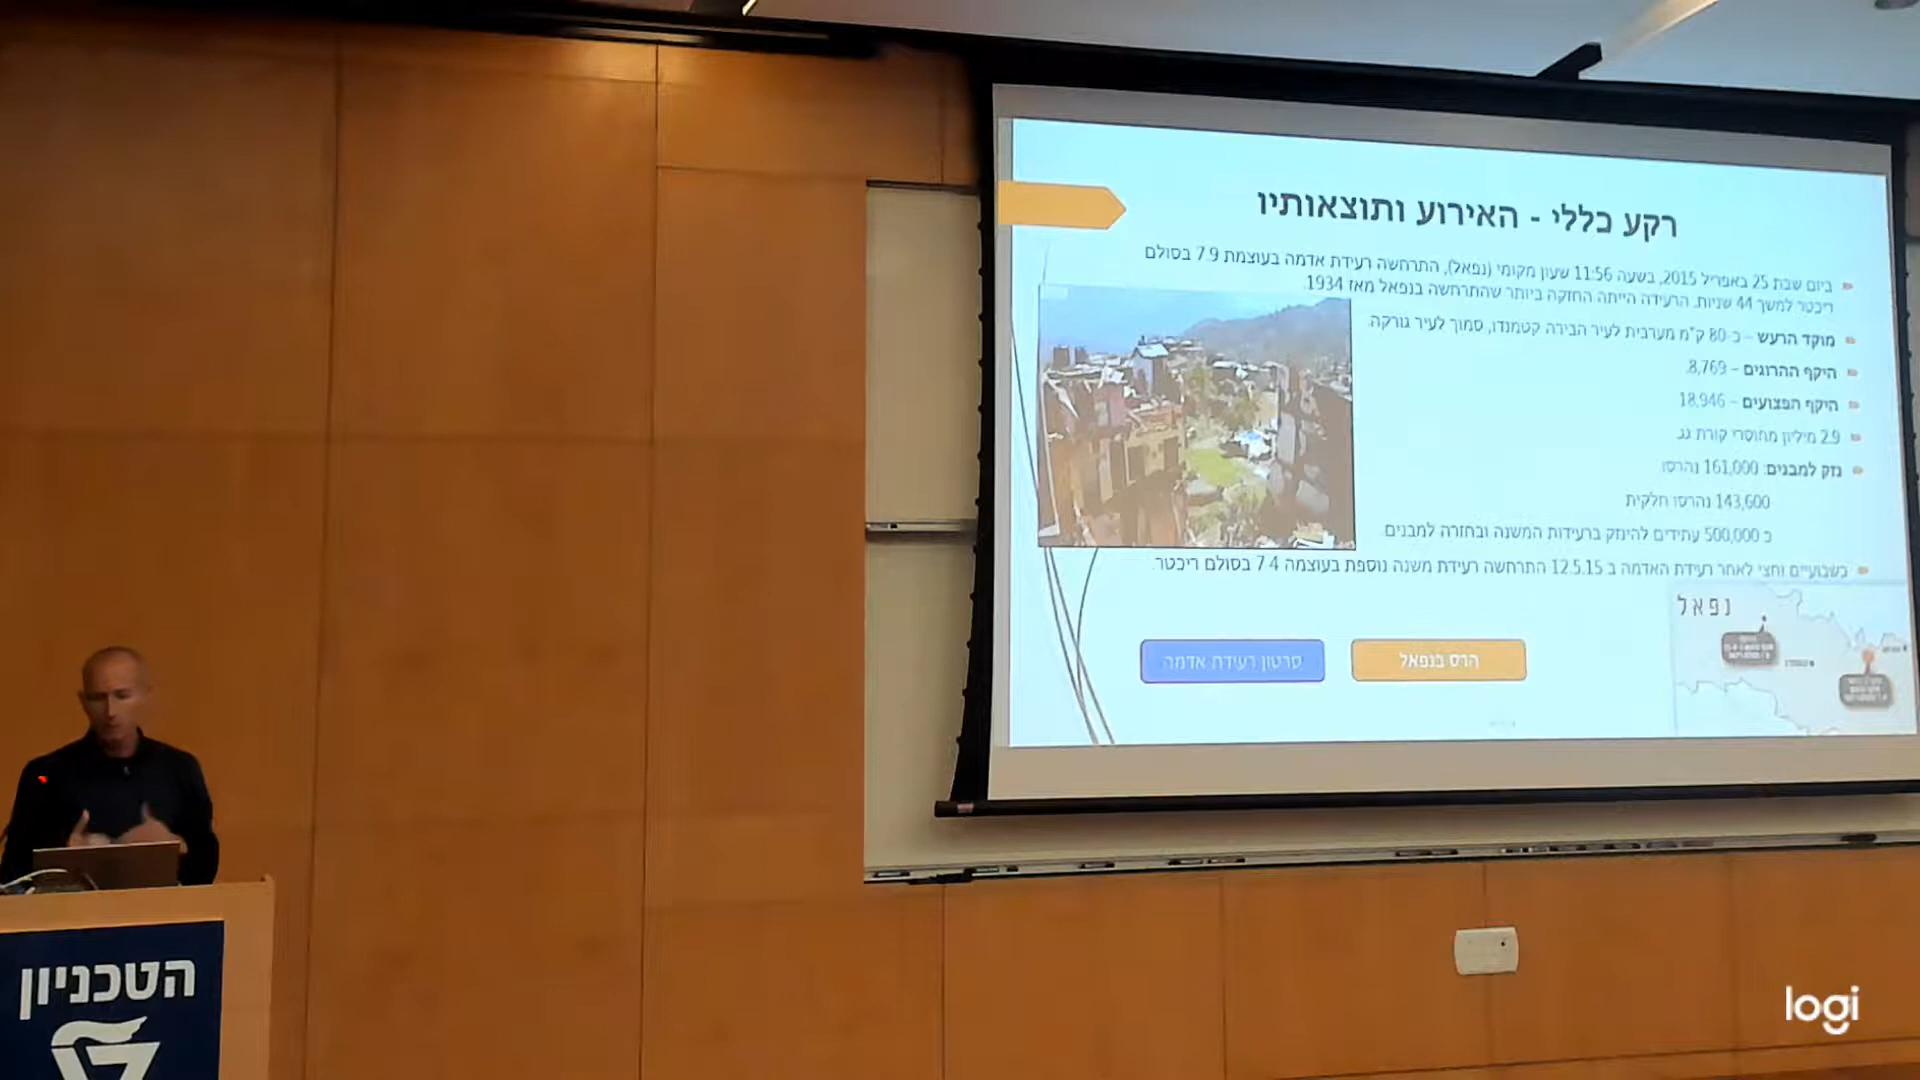 רקע כללי - האירוע ותוצאותיו
ביום שבת 25 באפריל 2015, בשעה 11:56 שעון מקומי (נפאל), התרחשה רעידת אדמה בעוצמת 7.9 בסולם
ריכטר למשך 44 שניות. הרעידה הייתה החזקה ביותר שהתרחשה בנפאל מאז 1934.
מוקד הרעש – כ-80 ק"מ מערבית לעיר הבירה קטמנדו, סמוך לעיר גורקה.
היקף ההרוגים – 8,769.
היקף הפצועים – 18,946
2.9 מיליון מחוסרי קורת גג.
נזק למבנים: 161,000 נהרסו.
143,600 נהרסו חלקית
כ 500,000 עתידים להינזק ברעידות המשנה ובחזרה למבנים.
כשבועיים וחצי לאחר רעידת האדמה ב 12.5.15 התרחשה רעידת משנה נוספת בעוצמה 7.4 בסולם ריכטר.
נפאל
הרס בנפאל
סרטון רעידת אדמה
הטכניון
logi